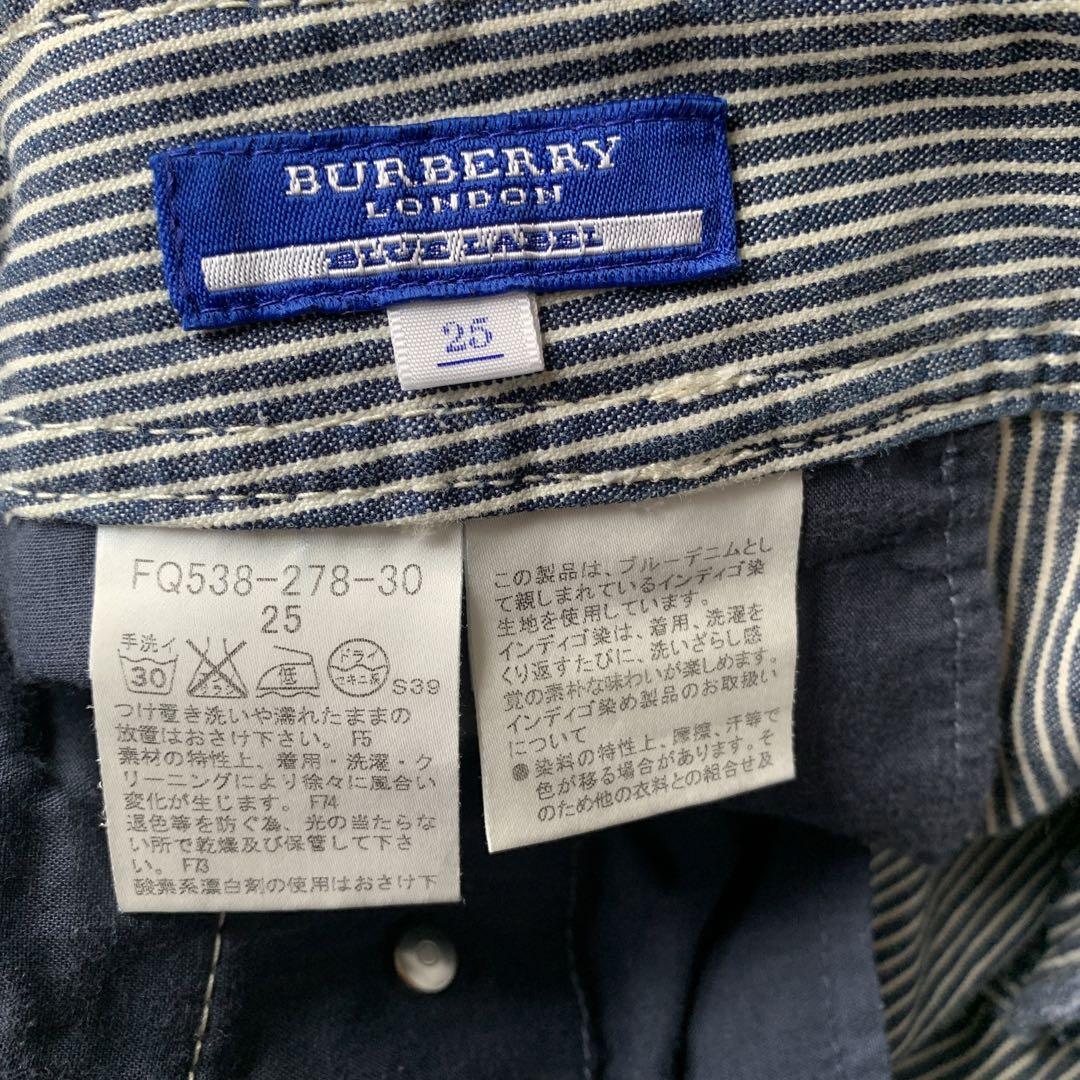 BURBERRY
LONDON
BLUE LABEL
25
FQ538-278-30
25
手洗イ
30
エンソ
サラシ
低
ドライ
セキユ系
S39
つけ置き洗いや濡れたままの
放置はおさけ下さい。 F5
素材の特性上、着用・洗濯・ク
リーニングにより徐々に風合い
変化が生じます。 F74
退色等を防ぐ為、光の当たらな
い所で乾燥及び保管して下さ
い。 F73
酸素系漂白剤の使用はおさけ下
この製品は、ブルーデニムとし
て親しまれているインディゴ染
生地を使用しています。
インディゴ染は、着用、洗濯を
くり返すたびに、洗いざらし感
覚の素朴な味わいが楽しめます。
インディゴ染め製品のお取扱い
について
●染料の特性上、摩擦、汗等で
色が移る場合があります。そ
のため他の衣料との組合せ及